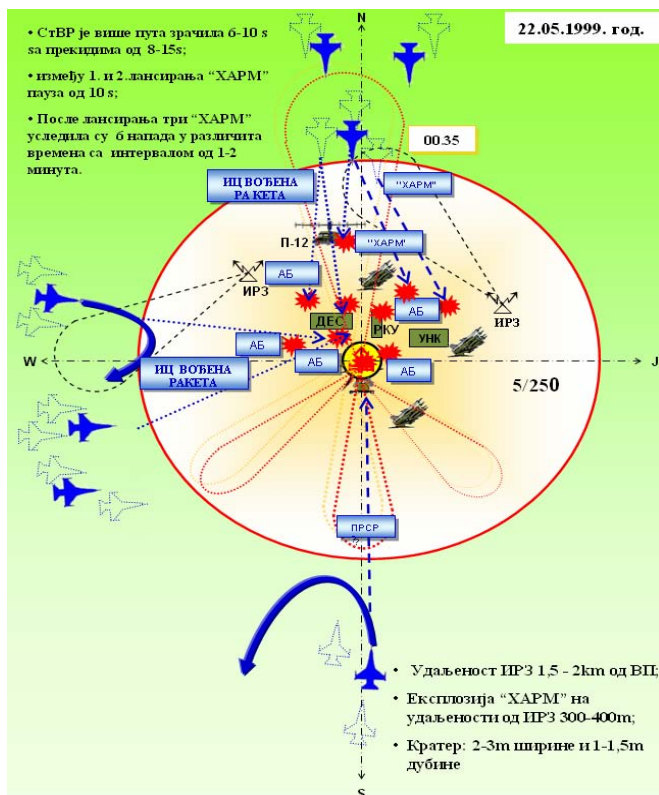 N
22.05.1999. год.
• СтВР је више пута зрачила 6-10 s
sa прекидима од 8-15s;
• између 1. и 2.лансирања “ХАРМ”
пауза од 10 s;
• После лансирања три “ХАРМ”
уследила су 6 напада у различита
времена са интервалом од 1-2
минута.
00.35
ИЦ ВОЂЕНА
РАКЕТА
"ХАРМ"
П-12
"ХАРМ"
АБ
ИРЗ
АБ
ИРЗ
ДЕС
РКУ
УНК
АБ
АБ
АБ
W
Ј
ИЦ ВОЂЕНА
РАКЕТА
5/250
ПРСР
• Удаљеност ИРЗ 1,5 - 2km од ВП;
• Експлозија “ХАРМ” на
удаљености од ИРЗ 300-400m;
• Кратер: 2-3m ширине и 1-1,5m
дубине
S